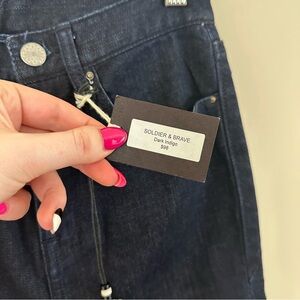 SOLDIER & BRAVE
Dark Indigo
$98